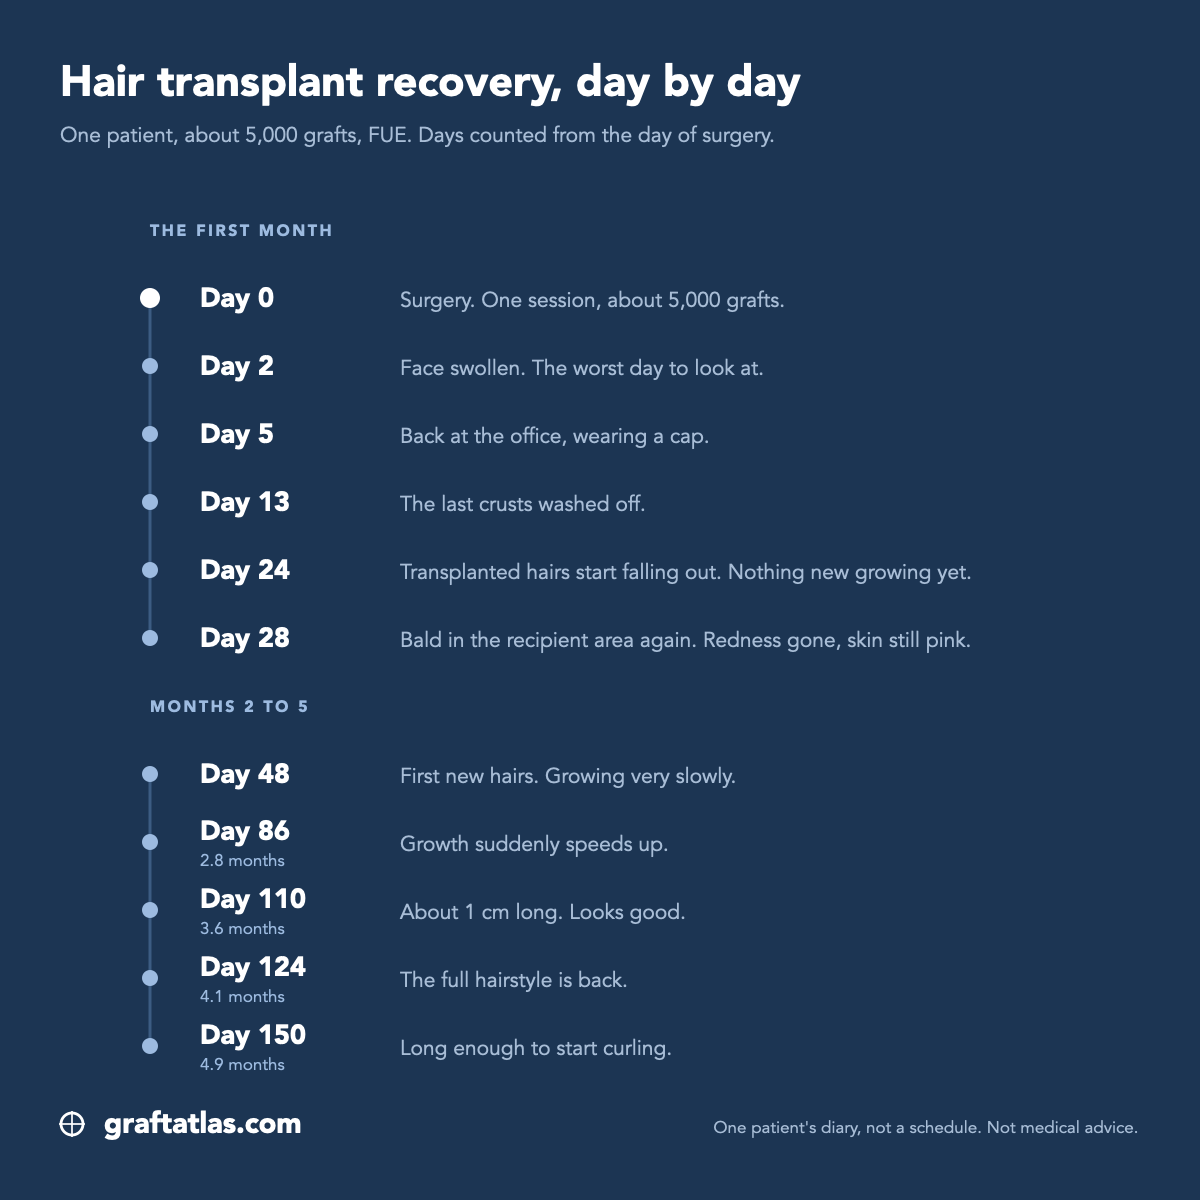 Hair transplant recovery, day by day
One patient, about 5,000 grafts, FUE. Days counted from the day of surgery.
THE FIRST MONTH
Day 0 Surgery. One session, about 5,000 grafts.
Day 2 Face swollen. The worst day to look at.
Day 5 Back at the office, wearing a cap.
Day 13 The last crusts washed off.
Day 24 Transplanted hairs start falling out. Nothing new growing yet.
Day 28 Bald in the recipient area again. Redness gone, skin still pink.
MONTHS 2 TO 5
Day 48 First new hairs. Growing very slowly.
Day 86 Growth suddenly speeds up.
2.8 months
Day 110 About 1 cm long. Looks good.
3.6 months
Day 124 The full hairstyle is back.
4.1 months
Day 150 Long enough to start curling.
4.9 months
graftatlas.com One patient's diary, not a schedule. Not medical advice.